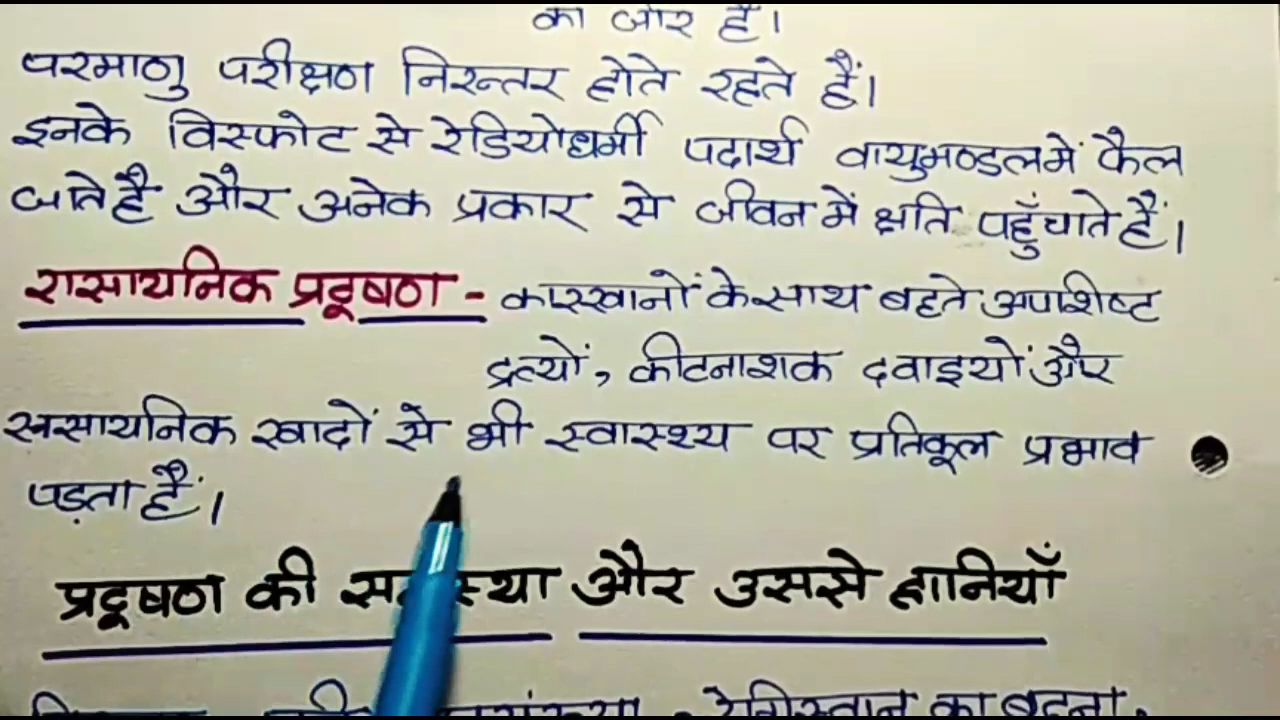 का जोर है।
परमाणु परीक्षण निरन्तर होते रहते हैं।
इनके विस्फोट से रेडियोधर्मी पदार्थ वायुमण्डल में फैल
जाते है और अनेक प्रकार से जीवन में क्षति पहुँचाते हैं।
रासायनिक प्रदूषण - कारखानों के साथ बहते अपशिष्ट
द्रव्यों, कीटनाशक दवाइयों और
रासायनिक खादों से भी स्वास्थ्य पर प्रतिकूल प्रभाव
पड़ता हैं।
प्रदूषण की समस्या और उससे हानियाँ
रेगिस्तान का बढ़ना,